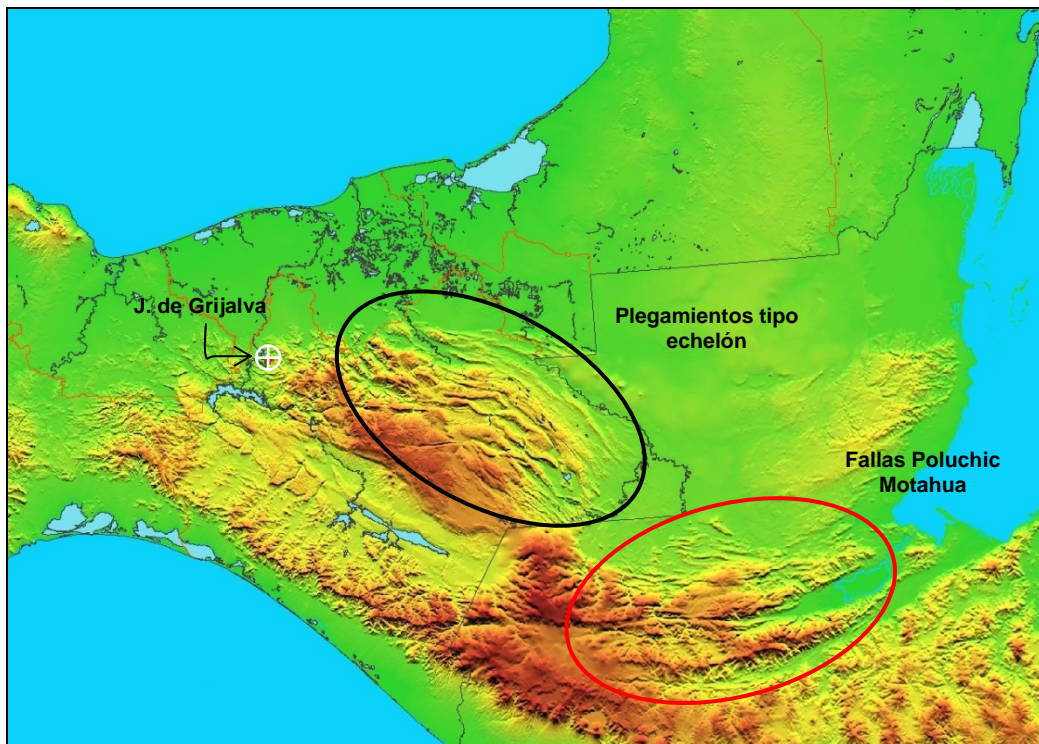 J. de Grijalva
Plegamientos tipo
echelón
Fallas Poluchic
Motahua